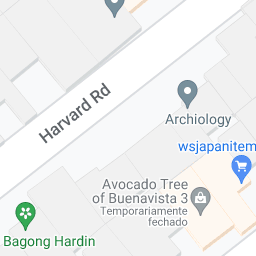 Harvard Rd
Archiology
wsjapanitem
Avocado Tree
of Buenavista 3
Temporariamente
fechado
Bagong Hardin